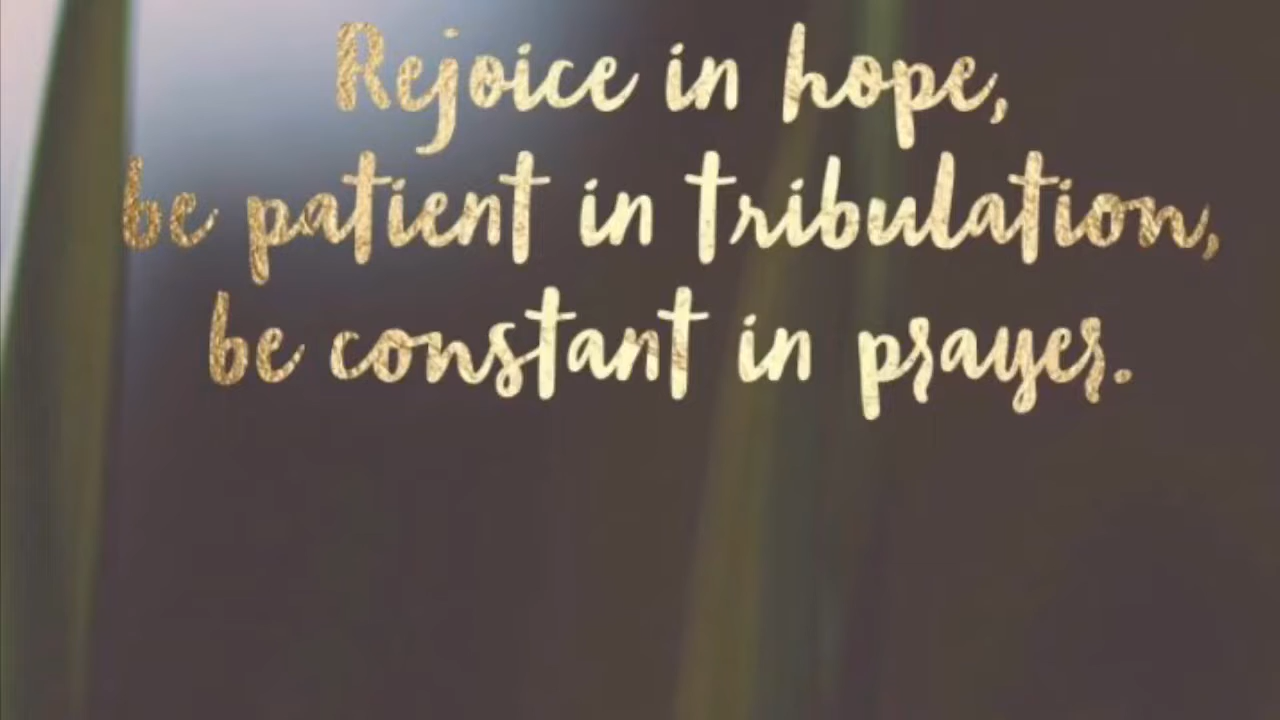 Rejoice in hope,
be patient in tribulation,
be constant in prayer.